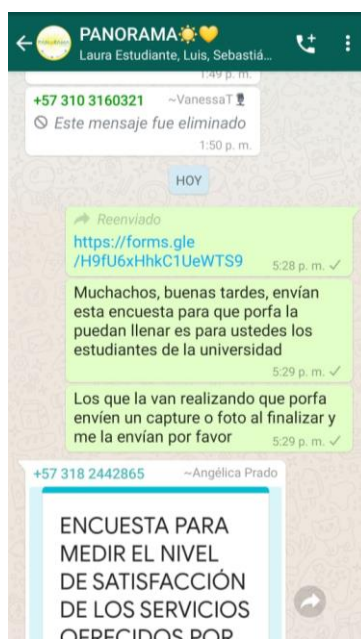 PANORAMA☀️💛
Laura Estudiante, Luis, Sebastiá...
1:49 p. m.
+57 310 3160321 ~VanessaT🎙️
Este mensaje fue eliminado
1:50 p. m.
HOY
Reenviado
https://forms.gle
/H9fU6xHhkC1UeWTS9 5:28 p. m. ✓
Muchachos, buenas tardes, envían
esta encuesta para que porfa la
puedan llenar es para ustedes los
estudiantes de la universidad
5:29 p. m. ✓
Los que la van realizando que porfa
envíen un capture o foto al finalizar y
me la envían por favor 5:29 p. m. ✓
+57 318 2442865 ~Angélica Prado
ENCUESTA PARA
MEDIR EL NIVEL
DE SATISFACCIÓN
DE LOS SERVICIOS
OFRECIDOS POR